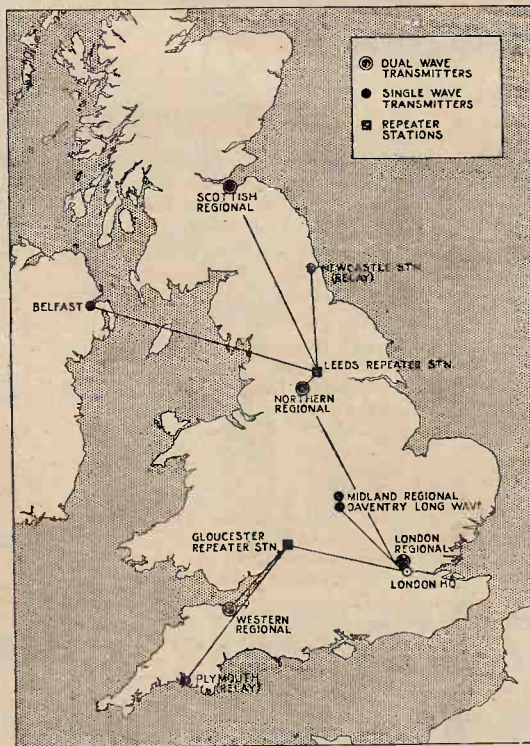 DUAL WAVE
TRANSMITTERS
SINGLE WAVE
TRANSMITTERS
REPEATER
STATIONS
SCOTTISH
REGIONAL
NEWCASTLE STN.
(RELAY)
BELFAST
LEEDS REPEATER STN.
NORTHERN
REGIONAL
MIDLAND REGIONAL
DAVENTRY LONG WAVE
GLOUCESTER
REPEATER STN.
LONDON
REGIONAL
LONDON HQ
WESTERN
REGIONAL
PLYMOUTH
(RELAY)